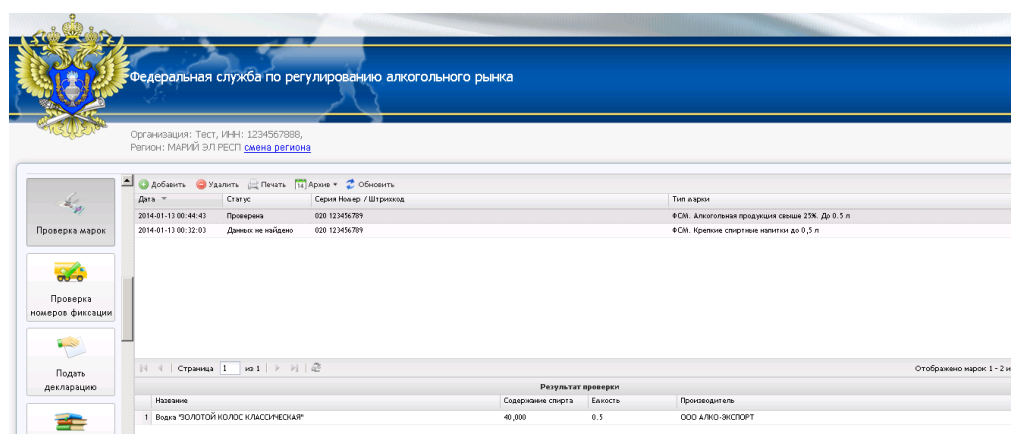 Федеральная служба по регулированию алкогольного рынка
Организация: Тест, ИНН: 1234567888,
Регион: МАРИЙ ЭЛ РЕСП смена региона
Добавить Удалить Печать 14 Архив Обновить
Дата Статус Серия Номер / Штрихкод Тип марки
2014-01-13 00:44:43 Проверена 020 123456789 ФСМ. Алкогольная продукция свыше 25%. До 0.5 л
2014-01-13 00:32:03 Данных не найдено 020 123456789 ФСМ. Крепкие спиртные напитки до 0,5 л
Проверка марок
Проверка
номеров фиксации
Подать
декларацию
Страница 1 из 1 Отображено марок 1 - 2 и
Результат проверки
Название Содержание спирта Емкость Производитель
1 Водка "ЗОЛОТОЙ КОЛОС КЛАССИЧЕСКАЯ" 40,000 0.5 ООО АЛКО-ЭКСПОРТ